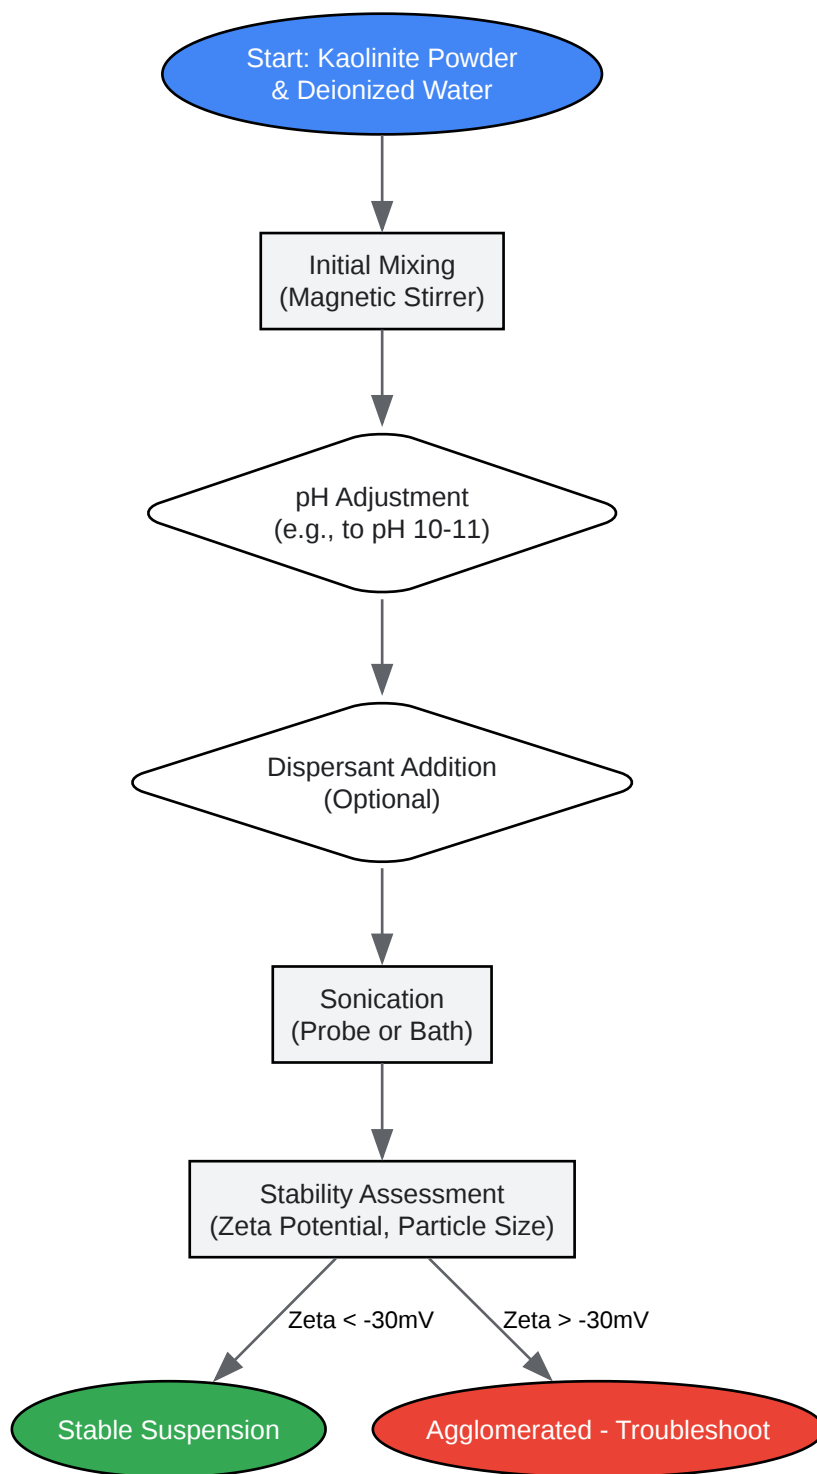 Start: Kaolinite Powder
& Deionized Water
Initial Mixing
(Magnetic Stirrer)
pH Adjustment
(e.g., to pH 10-11)
Dispersant Addition
(Optional)
Sonication
(Probe or Bath)
Stability Assessment
(Zeta Potential, Particle Size)
Zeta < -30mV
Zeta > -30mV
Stable Suspension
Agglomerated - Troubleshoot